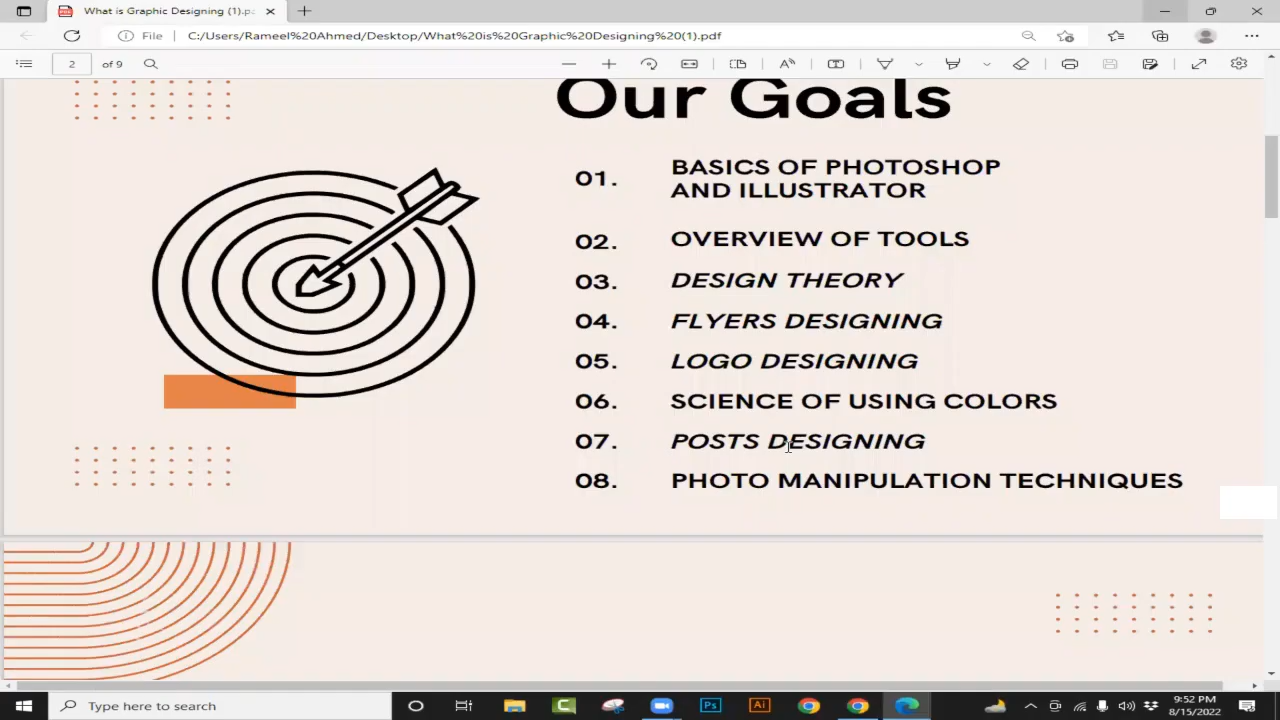 What is Graphic Designing (1).pd
File
C:/Users/Rameel%20Ahmed/Desktop/What%20is%20Graphic%20Designing%20(1).pdf
2 of 9
Our Goals
01. BASICS OF PHOTOSHOP
AND ILLUSTRATOR
02. OVERVIEW OF TOOLS
03. DESIGN THEORY
04. FLYERS DESIGNING
05. LOGO DESIGNING
06. SCIENCE OF USING COLORS
07. POSTS DESIGNING
08. PHOTO MANIPULATION TECHNIQUES
Type here to search
Ps
Ai
9:52 PM
8/15/2022